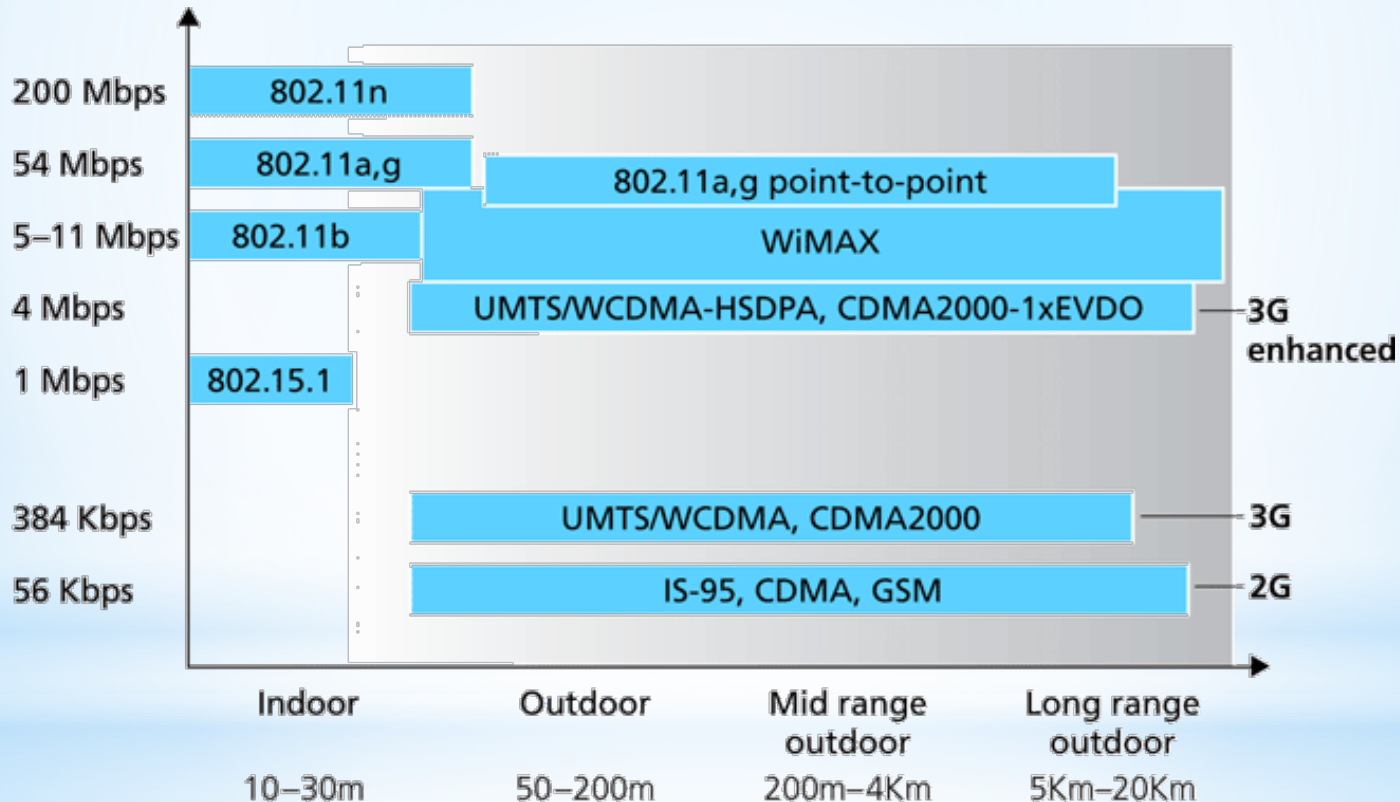 200 Mbps
802.11n
54 Mbps
802.11a,g
802.11a,g point-to-point
5–11 Mbps
802.11b
WiMAX
4 Mbps
UMTS/WCDMA-HSDPA, CDMA2000-1xEVDO
3G
enhanced
1 Mbps
802.15.1
384 Kbps
UMTS/WCDMA, CDMA2000
3G
56 Kbps
IS-95, CDMA, GSM
2G
Indoor
Outdoor
Mid range
outdoor
Long range
outdoor
10–30m
50–200m
200m–4Km
5Km–20Km